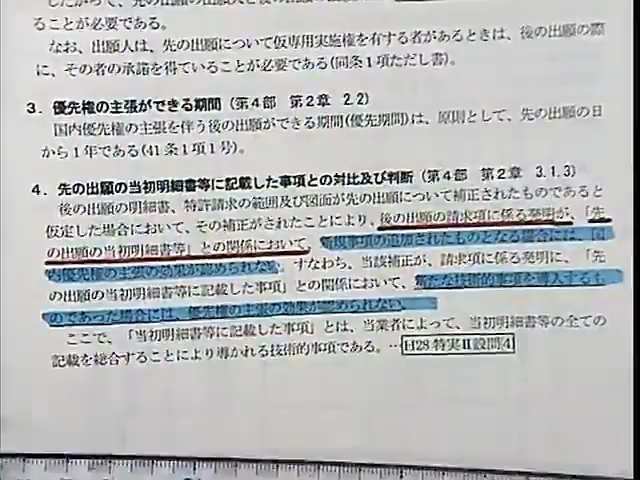 ることが必要である。
なお、出願人は、先の出願について仮専用実施権を有する者があるときは、後の出願の際
に、その者の承諾を得ていることが必要である(同条1項ただし書)。
3. 優先権の主張ができる期間（第4部 第2章 2.2）
国内優先権の主張を伴う後の出願ができる期間(優先期間)は、原則として、先の出願の日
から1年である(41条1項1号)。
4. 先の出願の当初明細書等に記載した事項との対比及び判断（第4部 第2章 3.1.3）
後の出願の明細書、特許請求の範囲及び図面が先の出願について補正されたものであると
仮定した場合において、その補正がされたことにより、後の出願の請求項に係る発明が、「先
の出願の当初明細書等」との関係において、新規事項の追加されたものとなる場合には、国
内優先権の主張の効果が認められない。すなわち、当該補正が、請求項に係る発明に、「先
の出願の当初明細書等に記載した事項」との関係において、新たな技術的事項を導入するも
のであった場合には、優先権の主張の効果が認められない。
ここで、「当初明細書等に記載した事項」とは、当業者によって、当初明細書等の全ての
記載を総合することにより導かれる技術的事項である。…H28 特実Ⅱ設問4